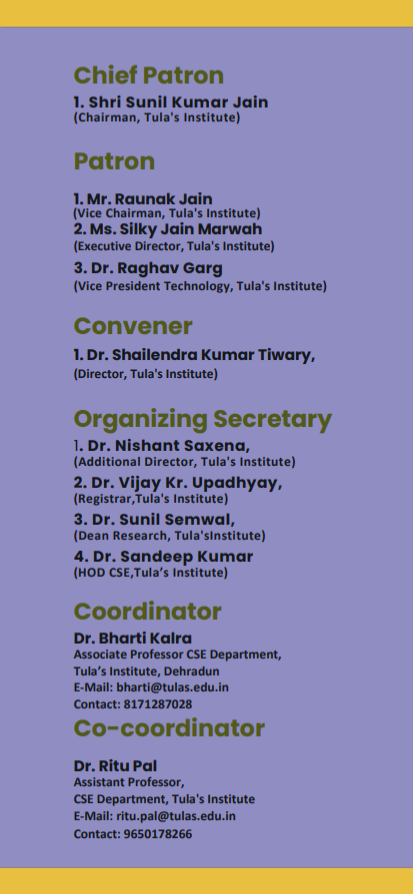 Chief Patron
1. Shri Sunil Kumar Jain
(Chairman, Tula's Institute)
Patron
1. Mr. Raunak Jain
(Vice Chairman, Tula's Institute)
2. Ms. Silky Jain Marwah
(Executive Director, Tula's Institute)
3. Dr. Raghav Garg
(Vice President Technology, Tula's Institute)
Convener
1. Dr. Shailendra Kumar Tiwary,
(Director, Tula's Institute)
Organizing Secretary
1. Dr. Nishant Saxena,
(Additional Director, Tula's Institute)
2. Dr. Vijay Kr. Upadhyay,
(Registrar,Tula's Institute)
3. Dr. Sunil Semwal,
(Dean Research, Tula'sInstitute)
4. Dr. Sandeep Kumar
(HOD CSE,Tula’s Institute)
Coordinator
Dr. Bharti Kalra
Associate Professor CSE Department,
Tula’s Institute, Dehradun
E-Mail: bharti@tulas.edu.in
Contact: 8171287028
Co-coordinator
Dr. Ritu Pal
Assistant Professor,
CSE Department, Tula's Institute
E-Mail: ritu.pal@tulas.edu.in
Contact: 9650178266